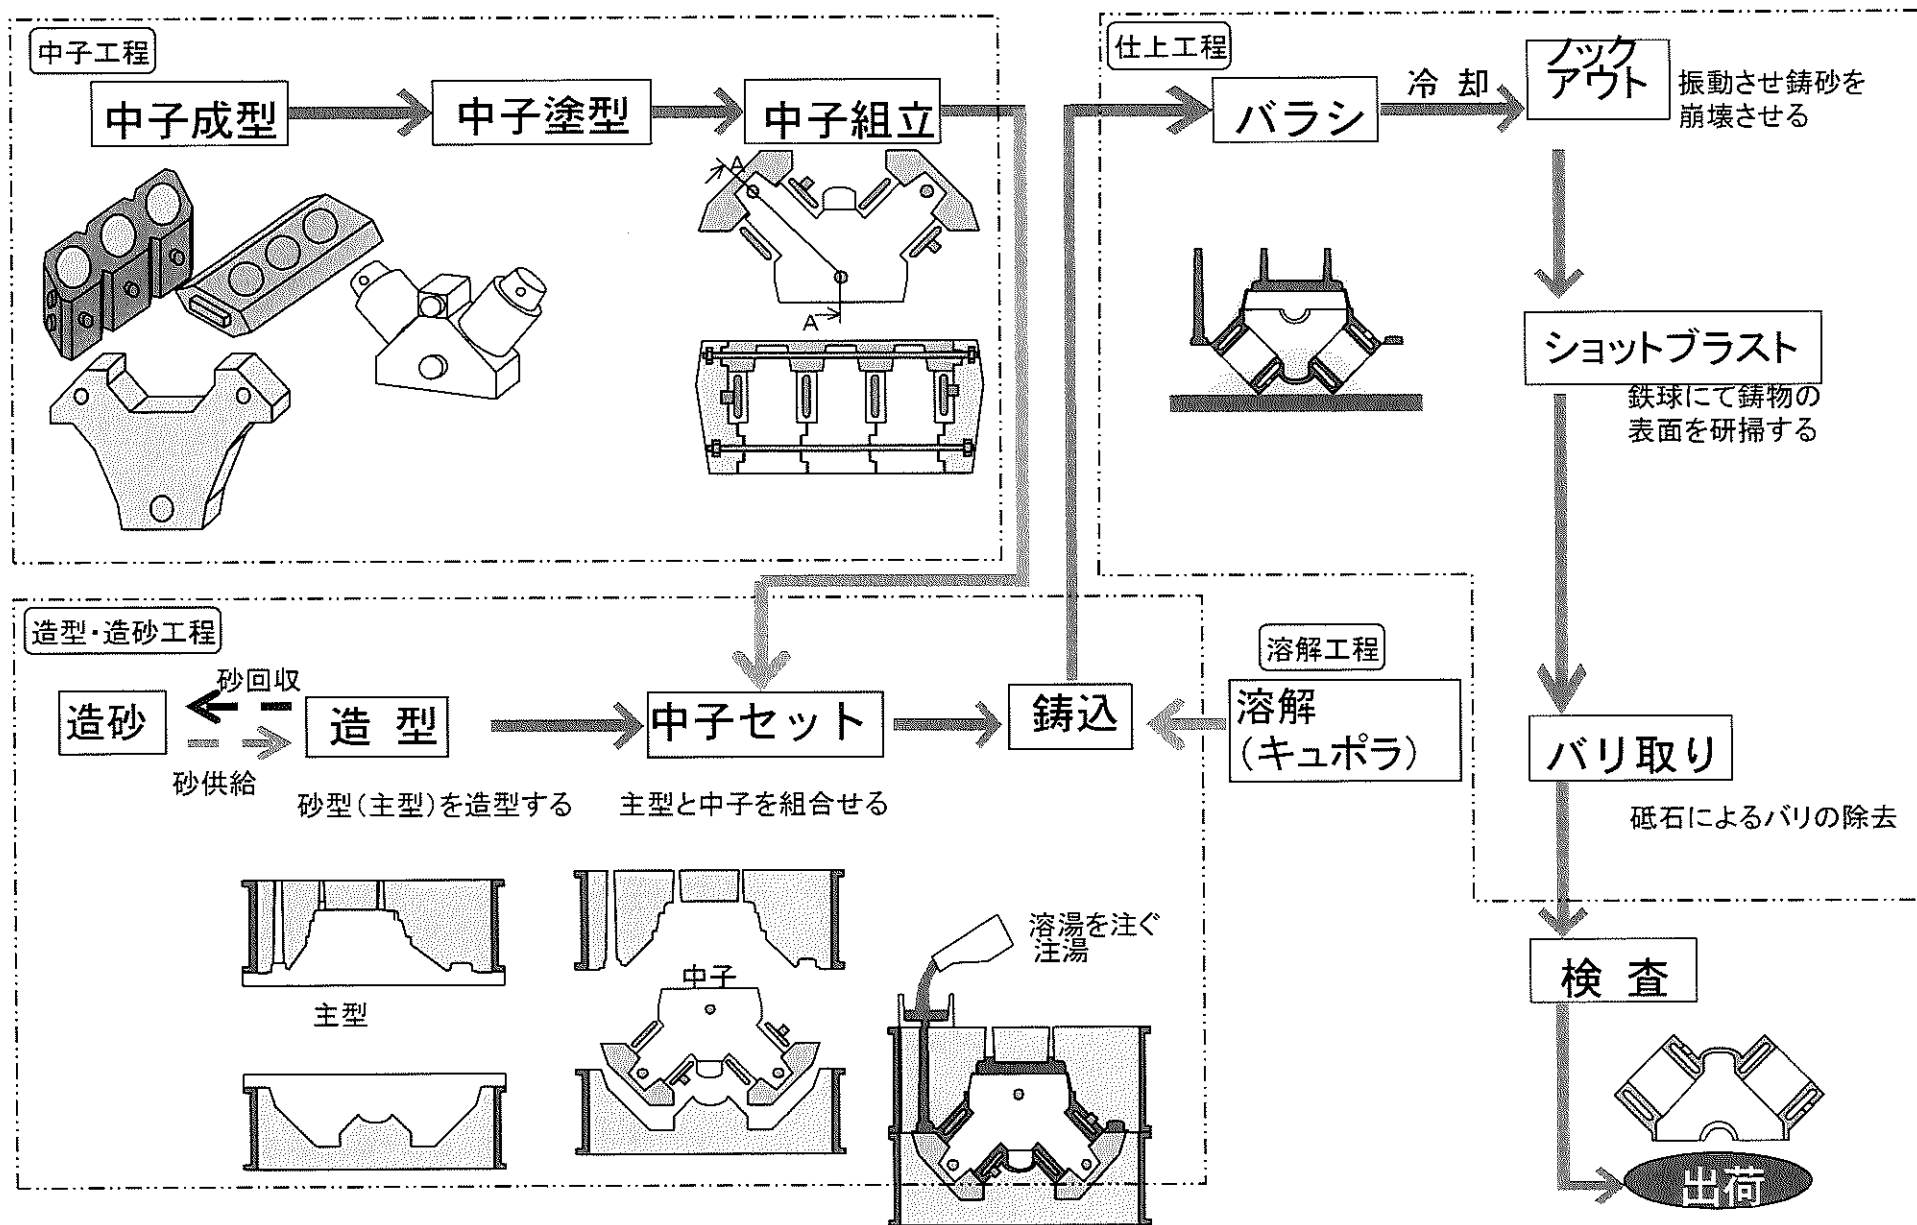 中子工程
中子成型
中子塗型
中子組立
A
A
造型・造砂工程
造砂
砂回収
砂供給
造型
砂型(主型)を造型する
中子セット
主型と中子を組合せる
鋳込
溶解工程
溶解
(キュポラ)
主型
中子
溶湯を注ぐ
注湯
仕上工程
バラシ
冷却
ノック
アウト
振動させ鋳砂を
崩壊させる
ショットブラスト
鉄球にて鋳物の
表面を研掃する
バリ取り
砥石によるバリの除去
検査
出荷